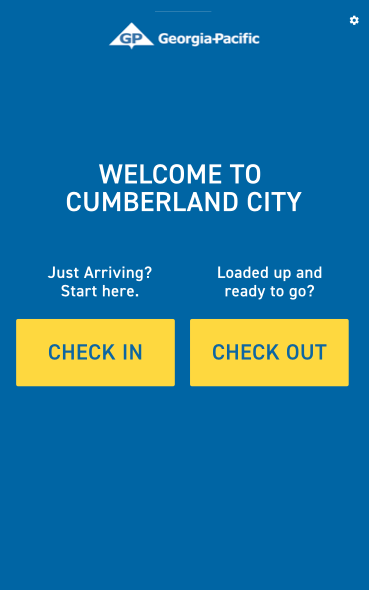 GP Georgia-Pacific
WELCOME TO
CUMBERLAND CITY
Just Arriving?
Start here.
Loaded up and
ready to go?
CHECK IN
CHECK OUT